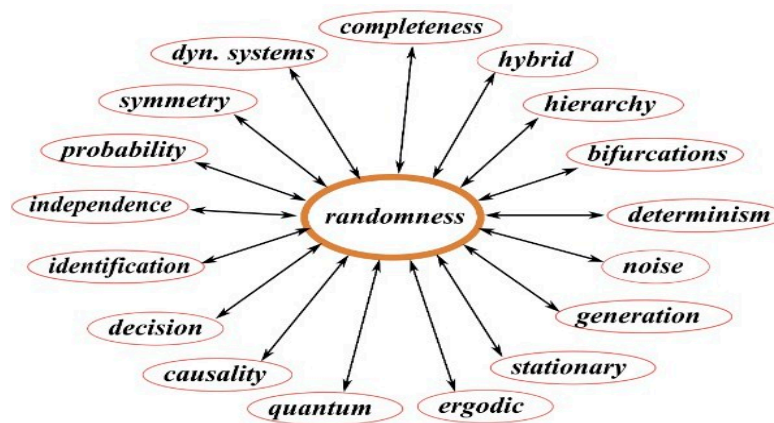 completeness
dyn. systems
hybrid
symmetry
hierarchy
probability
bifurcations
independence
randomness
determinism
identification
noise
decision
generation
causality
stationary
quantum
ergodic